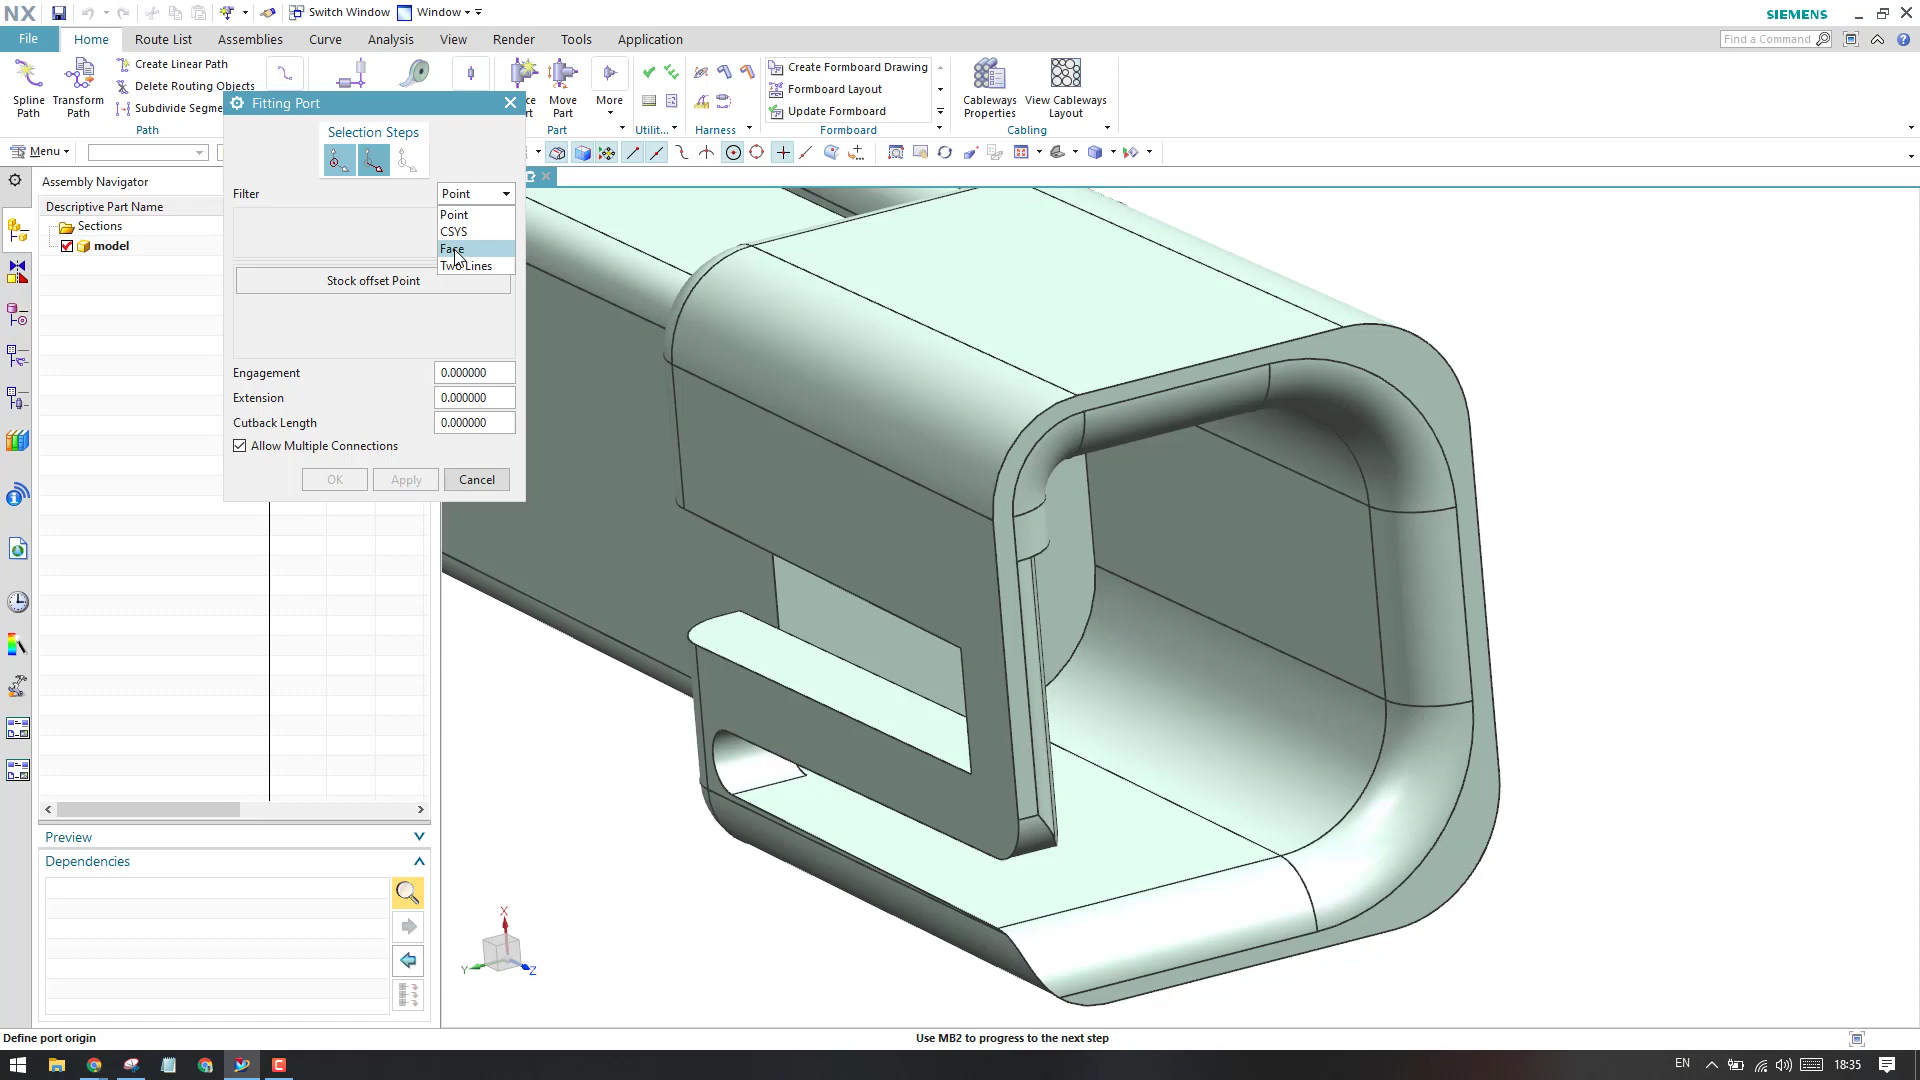 NX
Switch Window
Window
SIEMENS
File
Home
Route List
Assemblies
Curve
Analysis
View
Render
Tools
Application
Find a Command
Spline Path
Transform Path
Create Linear Path
Delete Routing Objects
Subdivide Segme
Path
Move Part
More
Part
Utilit...
Harness
Create Formboard Drawing
Formboard Layout
Update Formboard
Formboard
Cableways Properties
View Cableways Layout
Cabling
Menu
Fitting Port
Selection Steps
Filter
Point
Point
CSYS
Face
Two Lines
Stock offset Point
Engagement
0.000000
Extension
0.000000
Cutback Length
0.000000
Allow Multiple Connections
OK
Apply
Cancel
Assembly Navigator
Descriptive Part Name
Sections
model
Preview
Dependencies
X
Y
Z
Define port origin
Use MB2 to progress to the next step
EN
18:35